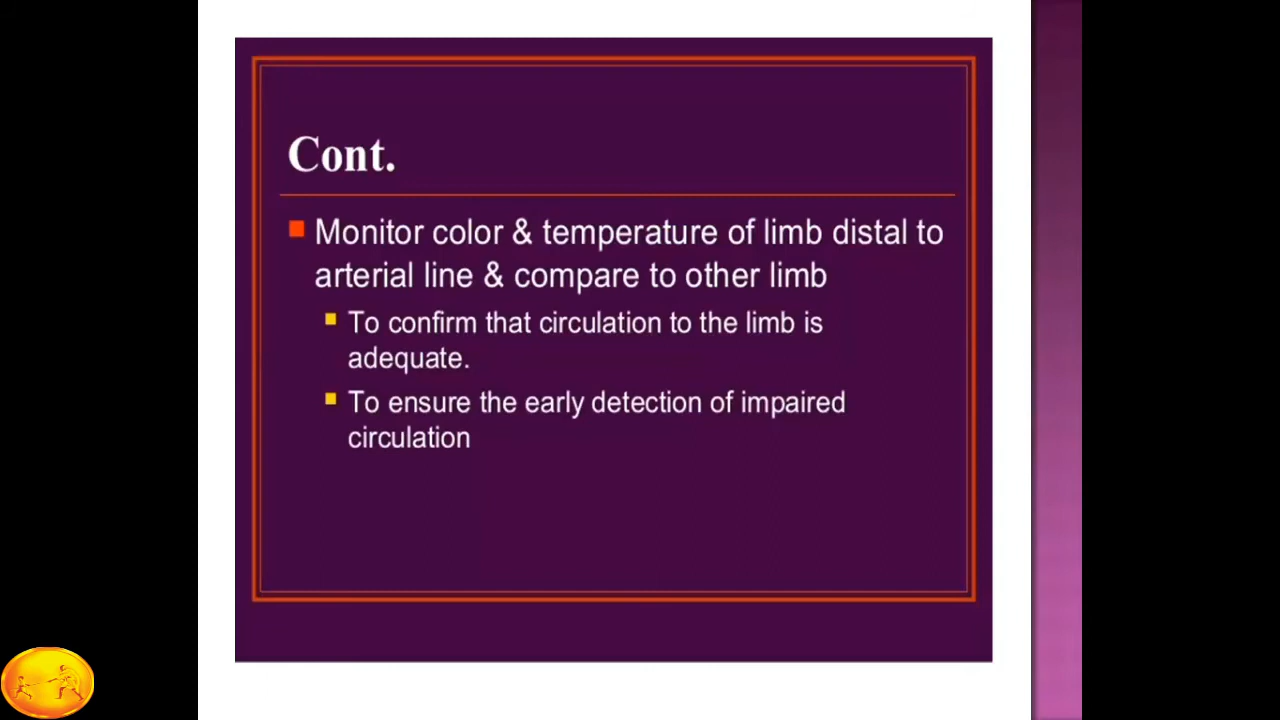 Cont.
Monitor color & temperature of limb distal to
arterial line & compare to other limb
To confirm that circulation to the limb is
adequate.
To ensure the early detection of impaired
circulation